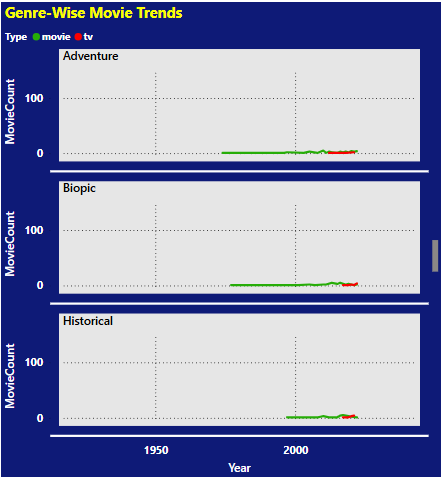 Genre-Wise Movie Trends
Type movie tv
Adventure
MovieCount
100
0
Biopic
MovieCount
100
0
Historical
MovieCount
100
0
1950 2000
Year